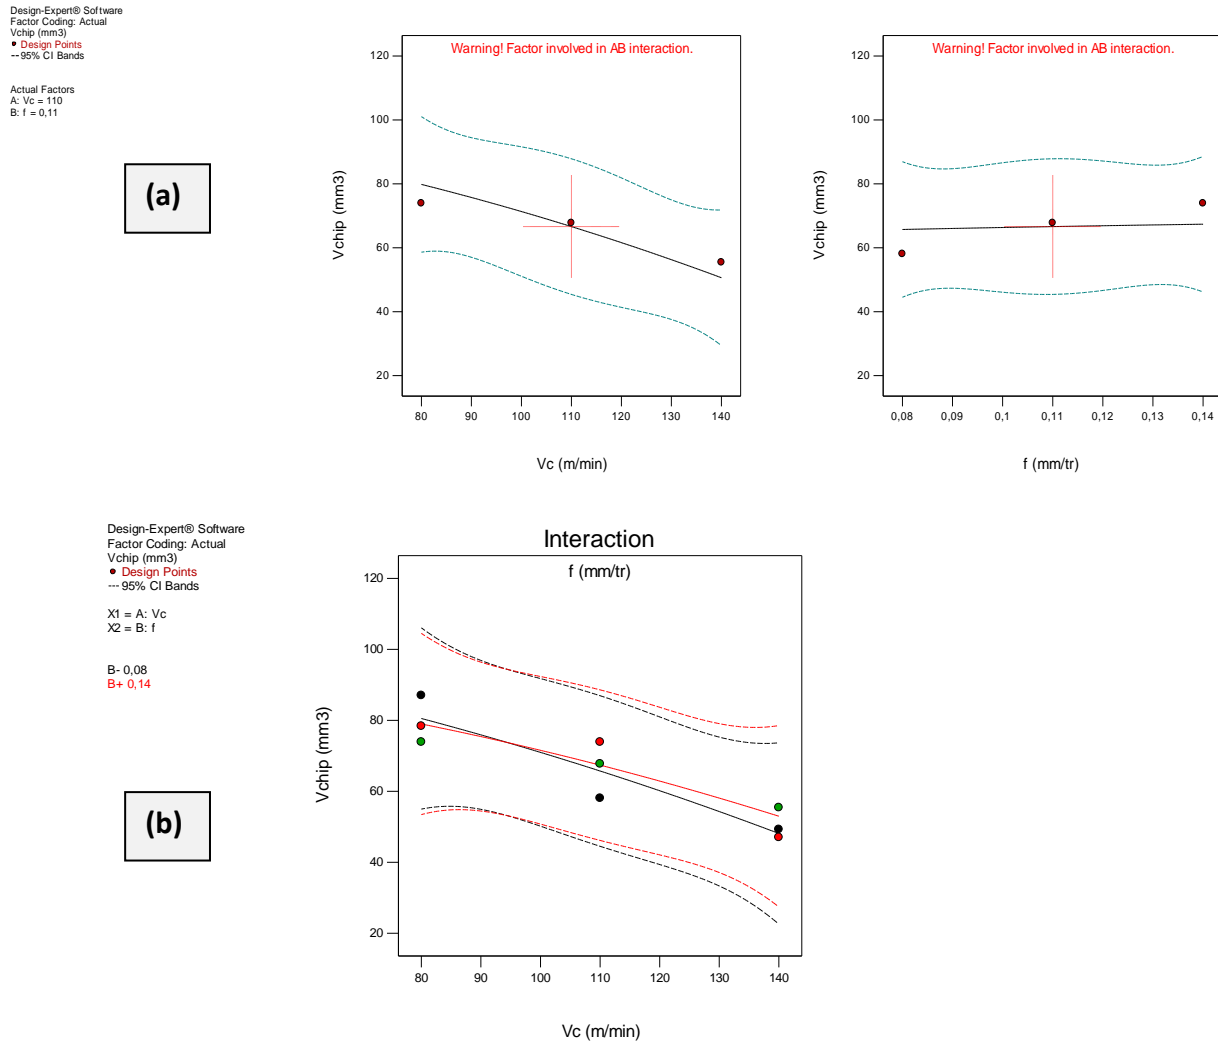 Design-Expert® Software
Factor Coding: Actual
Vchip (mm3)
Design Points
--95% CI Bands
Actual Factors
A: Vc = 110
B: f = 0,11
(a)
Warning! Factor involved in AB interaction.
120
100
80
60
40
20
Vchip (mm3)
80 90 100 110 120 130 140
Vc (m/min)
Warning! Factor involved in AB interaction.
120
100
80
60
40
20
Vchip (mm3)
0,08 0,09 0,1 0,11 0,12 0,13 0,14
f (mm/tr)
Design-Expert® Software
Factor Coding: Actual
Vchip (mm3)
Design Points
--- 95% CI Bands
X1 = A: Vc
X2 = B: f
B- 0,08
B+ 0,14
(b)
Interaction
f (mm/tr)
120
100
80
60
40
20
Vchip (mm3)
80 90 100 110 120 130 140
Vc (m/min)